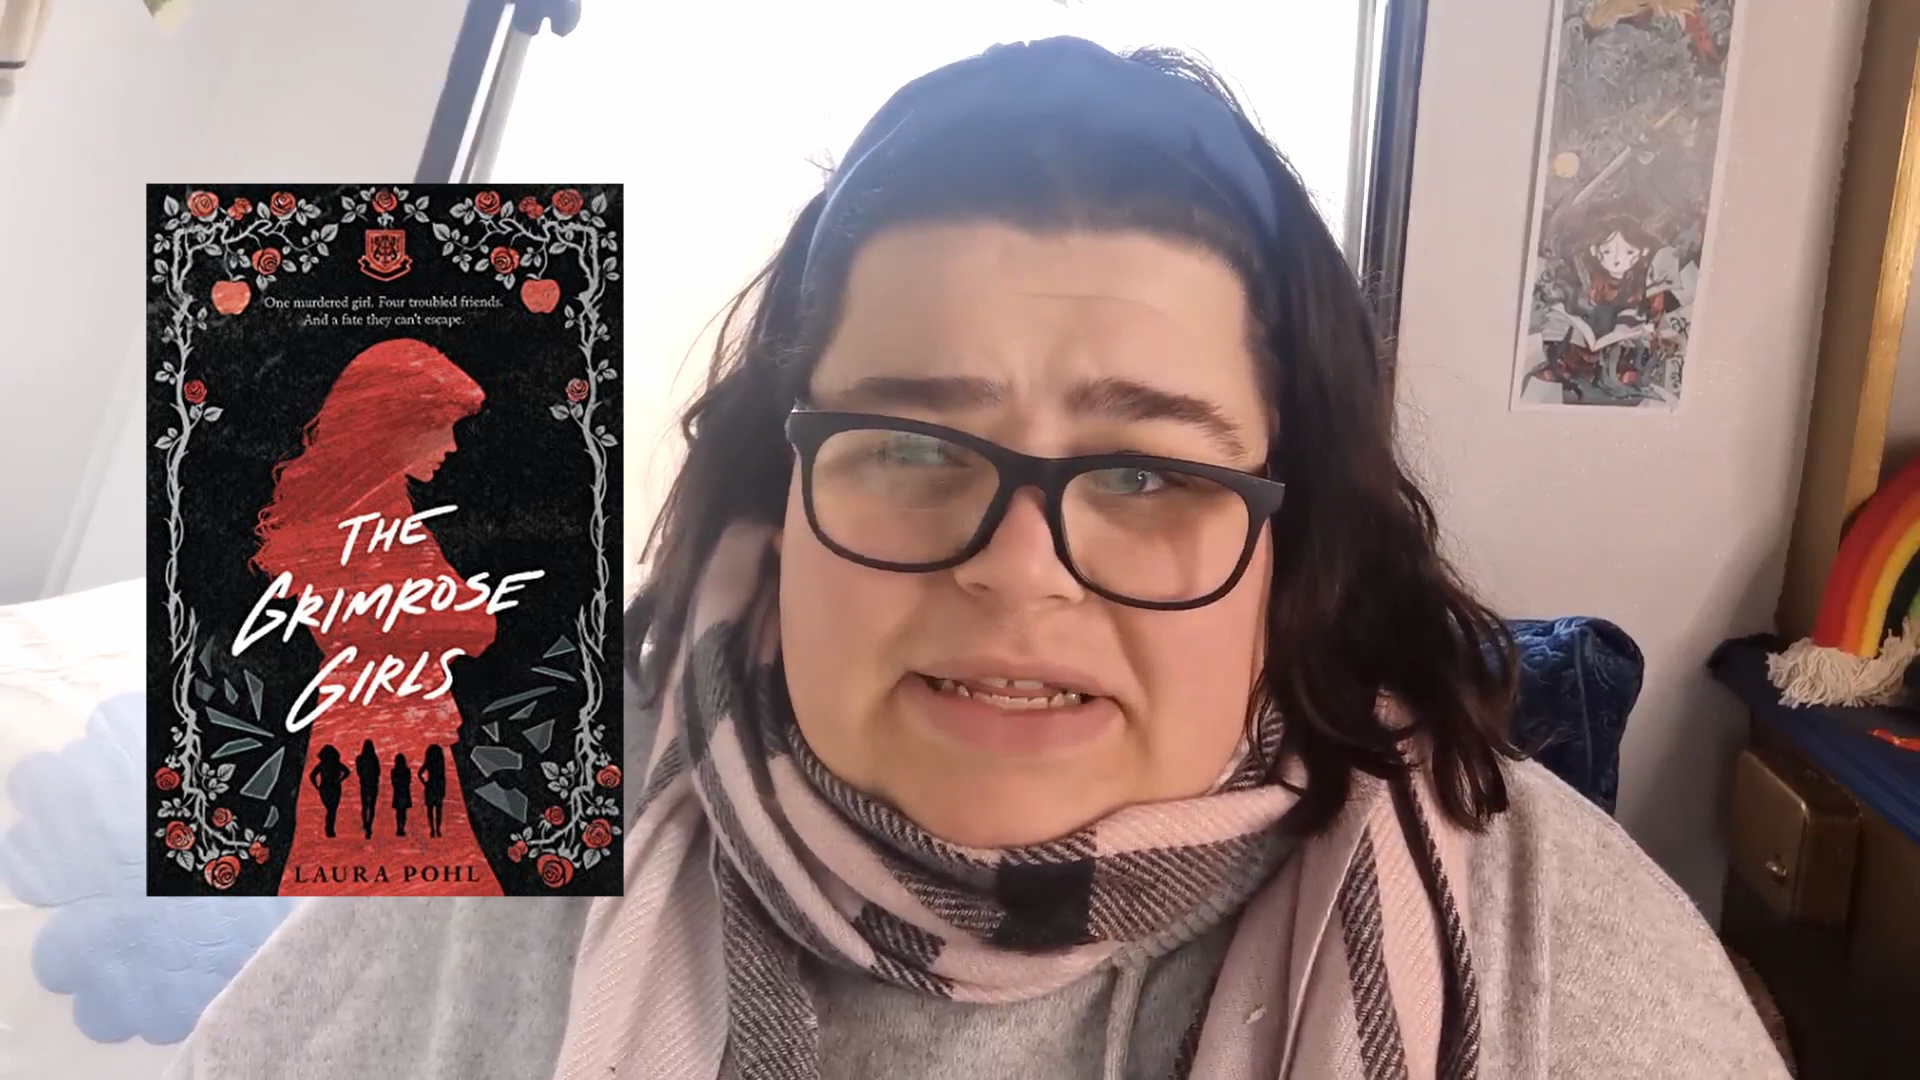 One murdered girl. Four troubled friends.
And a fate they can't escape.
THE
GRIMROSE
GIRLS
LAURA POHL